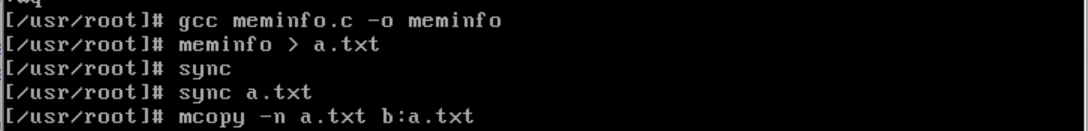 [/usr/root]# gcc meminfo.c -o meminfo
[/usr/root]# meminfo > a.txt
[/usr/root]# sync
[/usr/root]# sync a.txt
[/usr/root]# mcopy -n a.txt b:a.txt